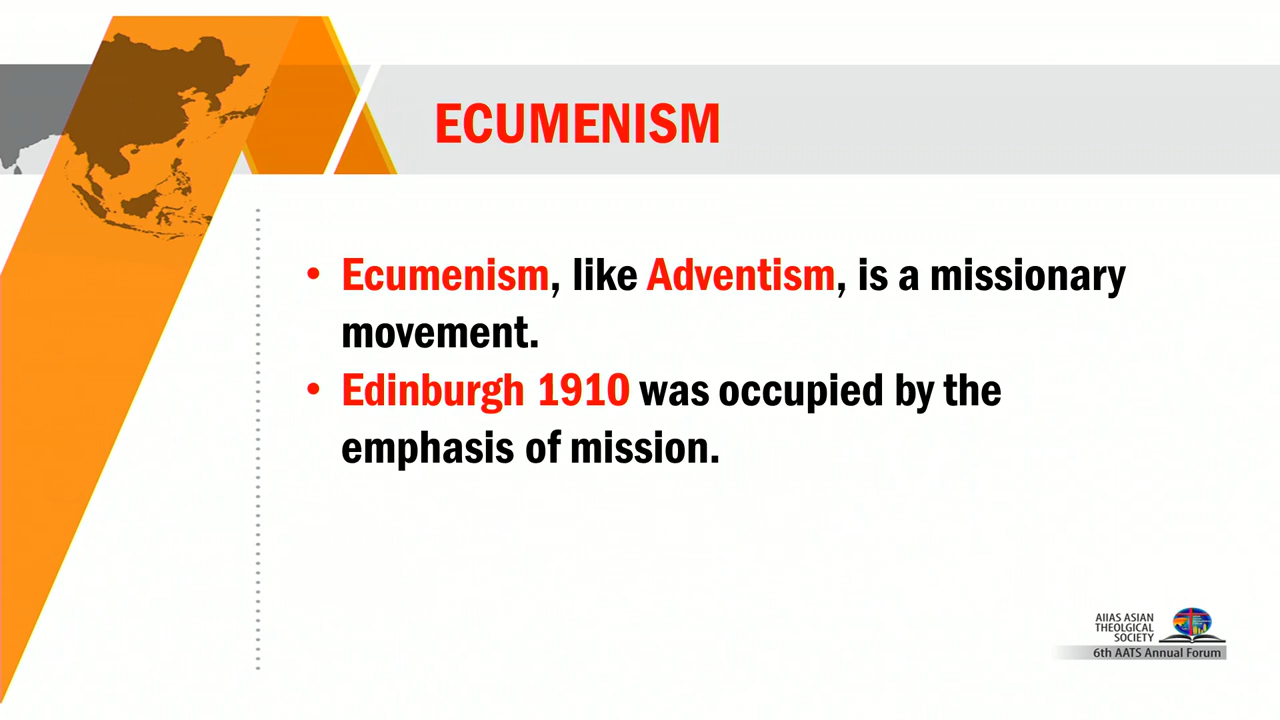 ECUMENISM
• Ecumenism, like Adventism, is a missionary
movement.
• Edinburgh 1910 was occupied by the
emphasis of mission.
AIIAS ASIAN
THEOLGICAL
SOCIETY
6th AATS Annual Forum